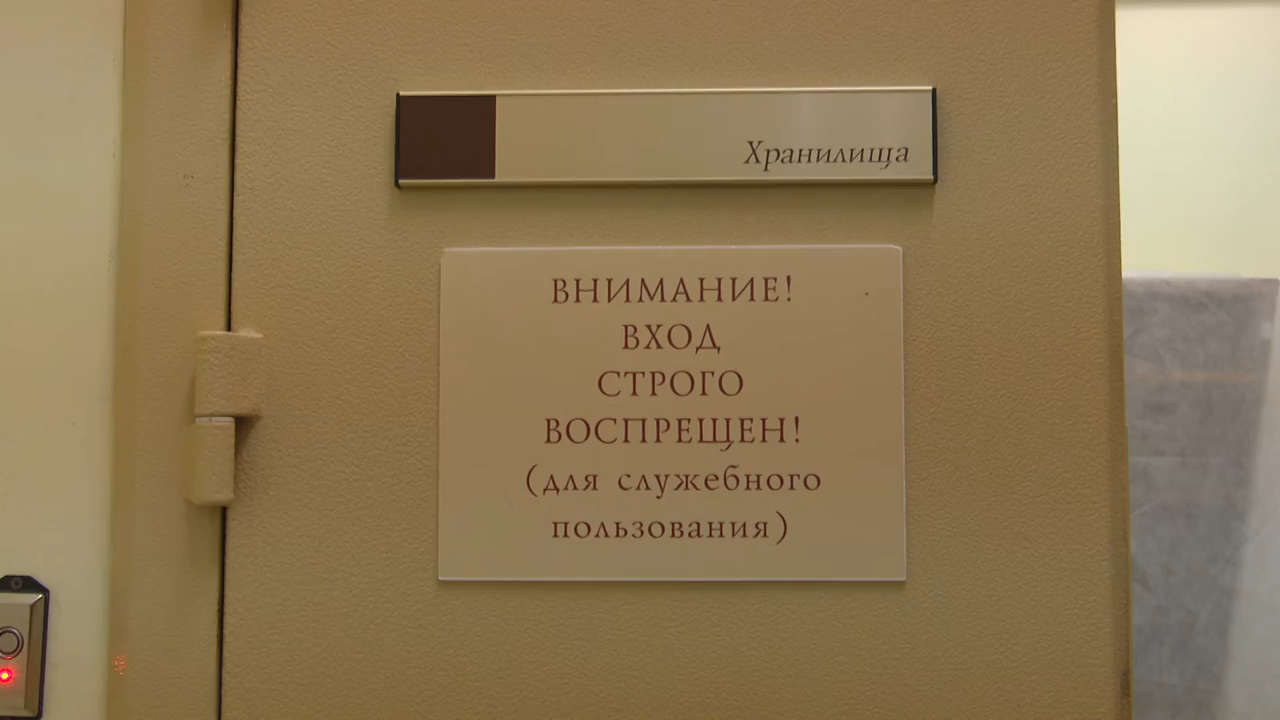 Хранилища
ВНИМАНИЕ!
ВХОД
СТРОГО
ВОСПРЕЩЕН!
(для служебного
пользования)